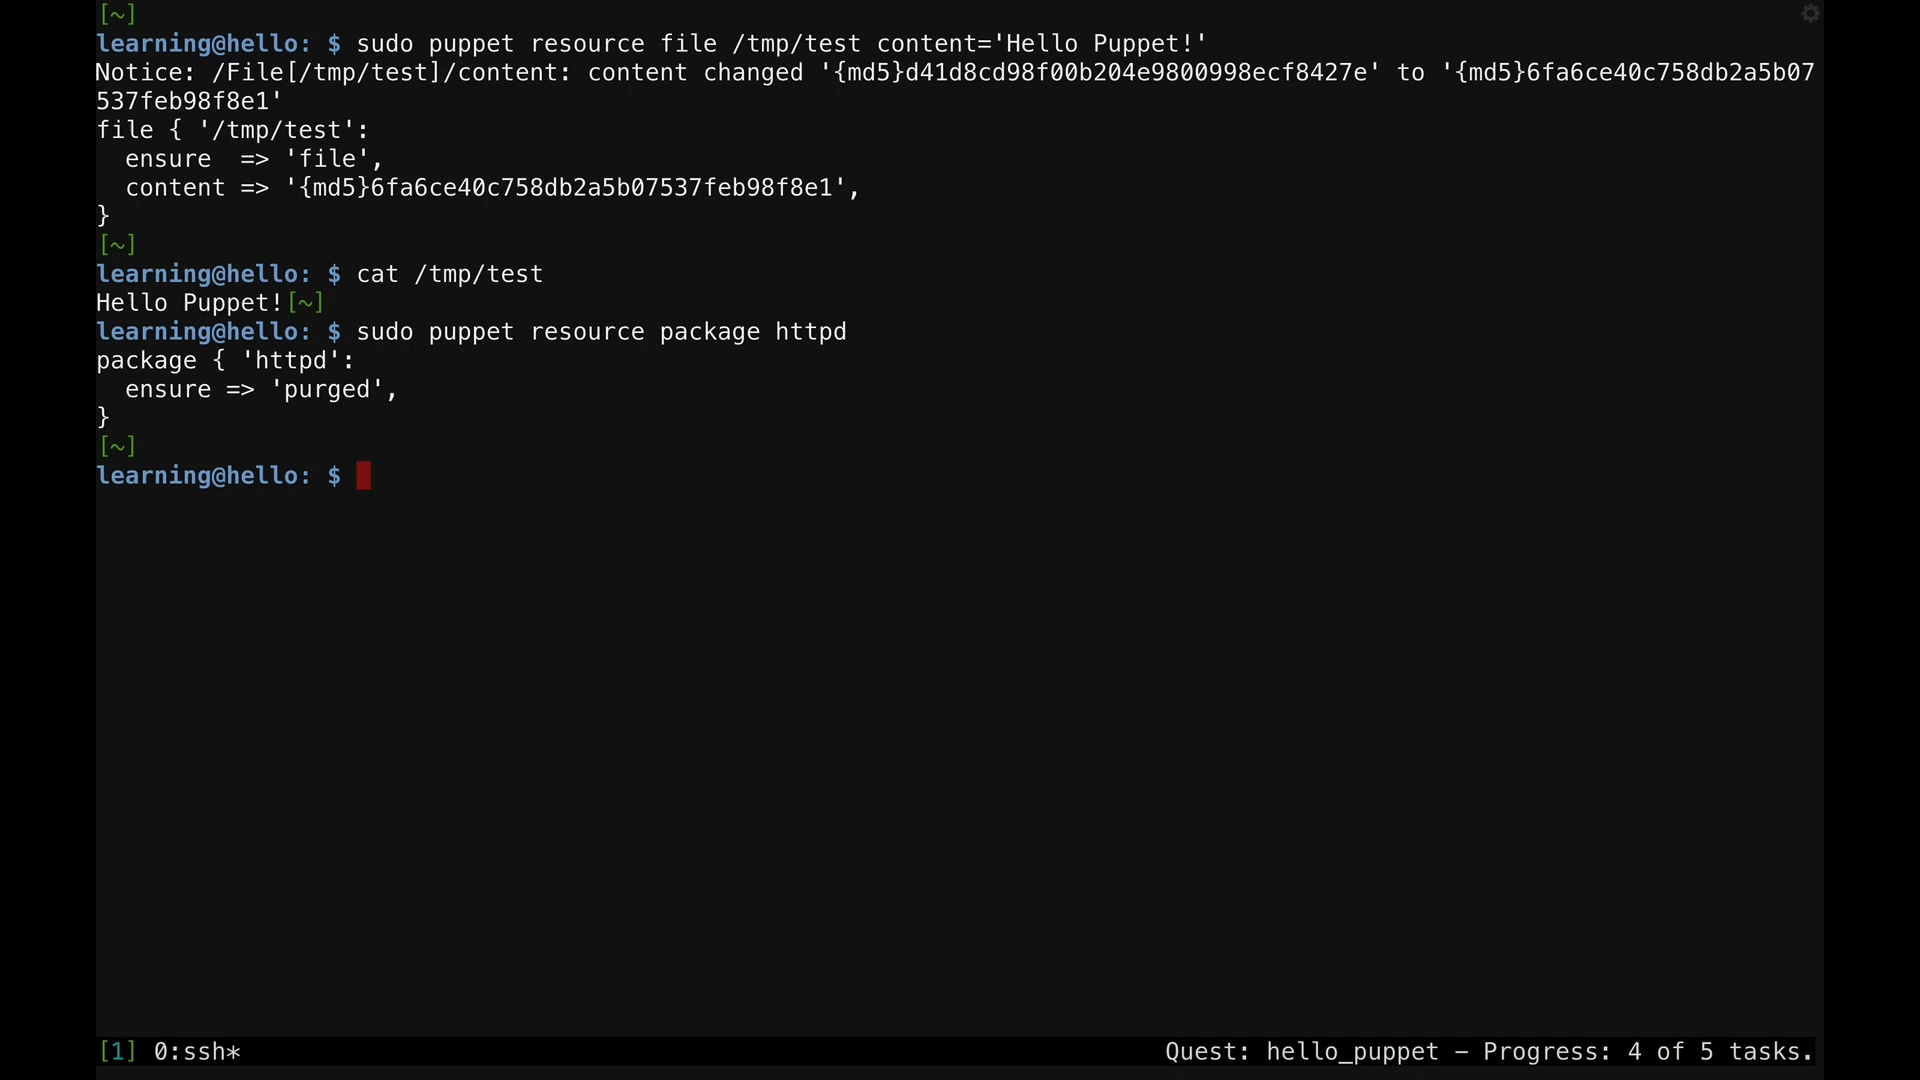 [~]
learning@hello: $ sudo puppet resource file /tmp/test content='Hello Puppet!'
Notice: /File[/tmp/test]/content: content changed '{md5}d41d8cd98f00b204e9800998ecf8427e' to '{md5}6fa6ce40c758db2a5b07
537feb98f8e1'
file { '/tmp/test':
  ensure  => 'file',
  content => '{md5}6fa6ce40c758db2a5b07537feb98f8e1',
}
[~]
learning@hello: $ cat /tmp/test
Hello Puppet![~]
learning@hello: $ sudo puppet resource package httpd
package { 'httpd':
  ensure => 'purged',
}
[~]
learning@hello: $
[1] 0:ssh* Quest: hello_puppet – Progress: 4 of 5 tasks.